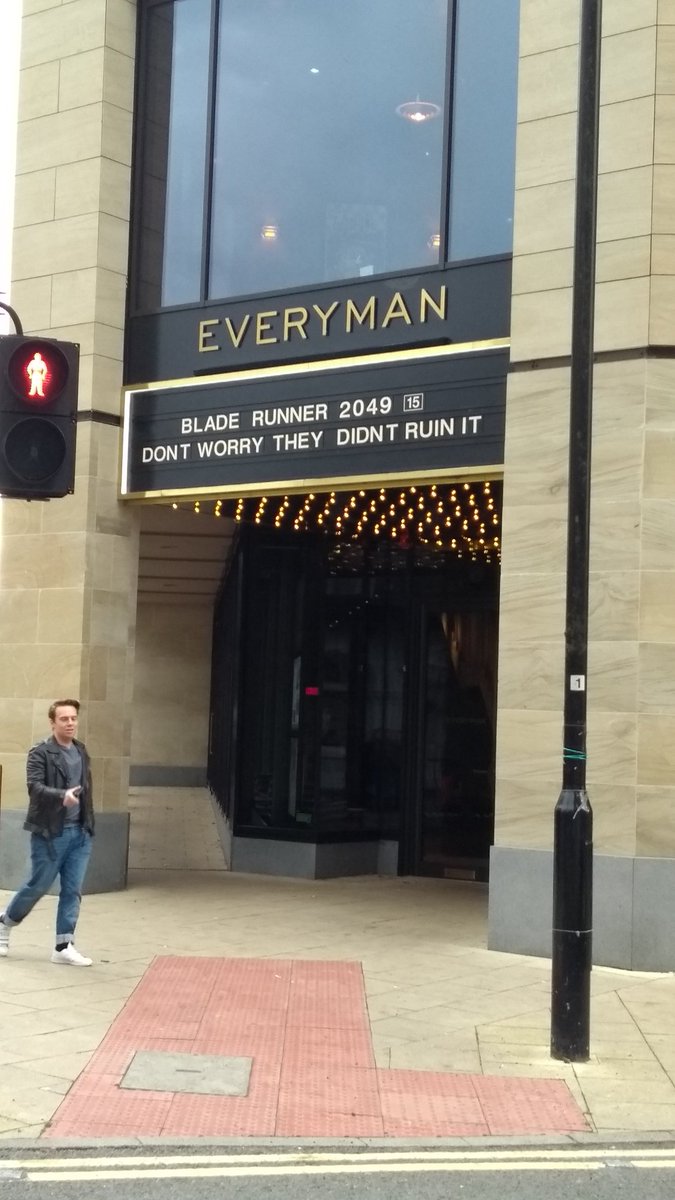 EVERYMAN
BLADE RUNNER 2049 15
DONT WORRY THEY DIDNT RUIN IT
1